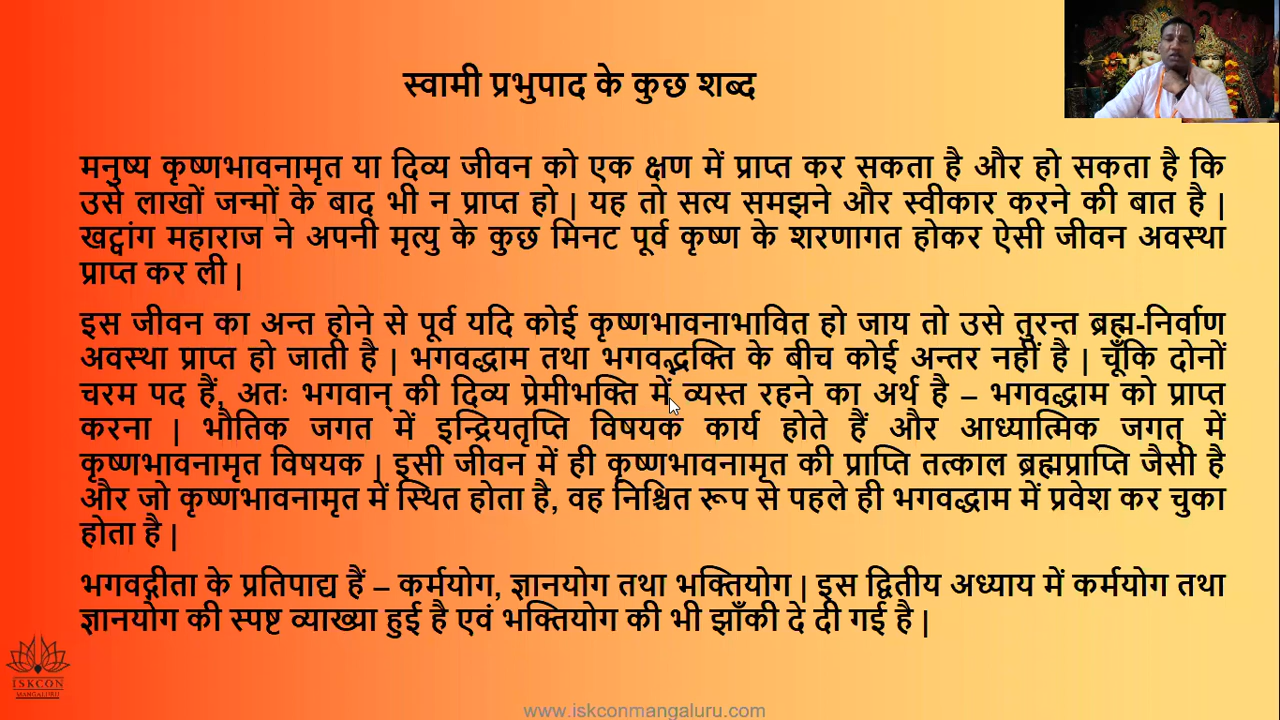 स्वामी प्रभुपाद के कुछ शब्द
मनुष्य कृष्णभावनामृत या दिव्य जीवन को एक क्षण में प्राप्त कर सकता है और हो सकता है कि
उसे लाखों जन्मों के बाद भी न प्राप्त हो | यह तो सत्य समझने और स्वीकार करने की बात है |
खट्वांग महाराज ने अपनी मृत्यु के कुछ मिनट पूर्व कृष्ण के शरणागत होकर ऐसी जीवन अवस्था
प्राप्त कर ली |
इस जीवन का अन्त होने से पूर्व यदि कोई कृष्णभावनाभावित हो जाय तो उसे तुरन्त ब्रह्म-निर्वाण
अवस्था प्राप्त हो जाती है | भगवद्धाम तथा भगवद्भक्ति के बीच कोई अन्तर नहीं है | चूँकि दोनों
चरम पद हैं, अतः भगवान् की दिव्य प्रेमीभक्ति में व्यस्त रहने का अर्थ है – भगवद्धाम को प्राप्त
करना | भौतिक जगत में इन्द्रियतृप्ति विषयक कार्य होते हैं और आध्यात्मिक जगत् में
कृष्णभावनामृत विषयक | इसी जीवन में ही कृष्णभावनामृत की प्राप्ति तत्काल ब्रह्मप्राप्ति जैसी है
और जो कृष्णभावनामृत में स्थित होता है, वह निश्चित रूप से पहले ही भगवद्धाम में प्रवेश कर चुका
होता है |
भगवद्गीता के प्रतिपाद्य हैं – कर्मयोग, ज्ञानयोग तथा भक्तियोग | इस द्वितीय अध्याय में कर्मयोग तथा
ज्ञानयोग की स्पष्ट व्याख्या हुई है एवं भक्तियोग की भी झाँकी दे दी गई है |
ISKCON
MANGALURU
www.iskconmangaluru.com